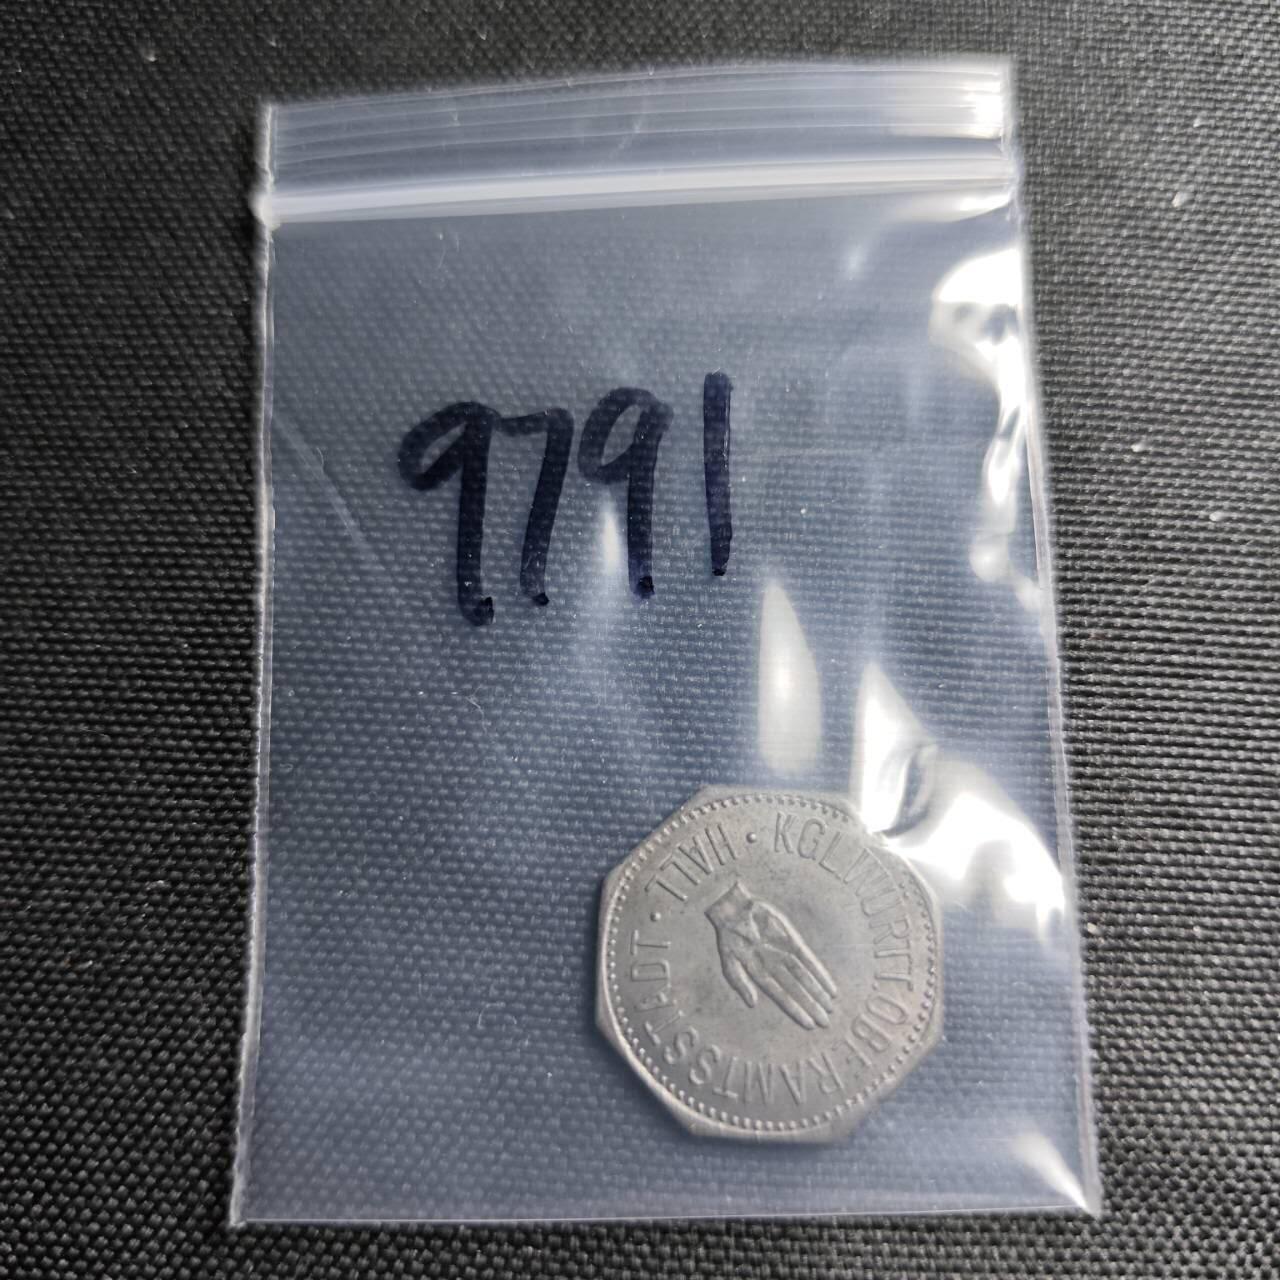 9791
KGL.WÜRTT.OBERAMTSSTADT · HALL ·